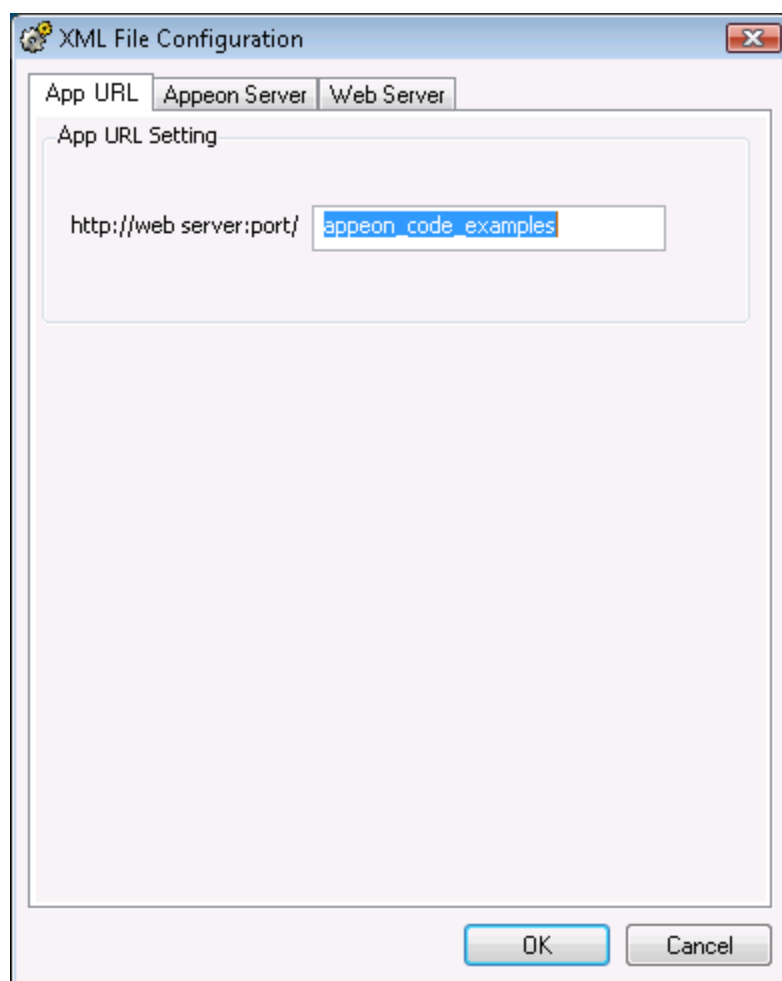 XML File Configuration
App URL Appeon Server Web Server
App URL Setting
http://web server:port/ appeon_code_examples
OK Cancel